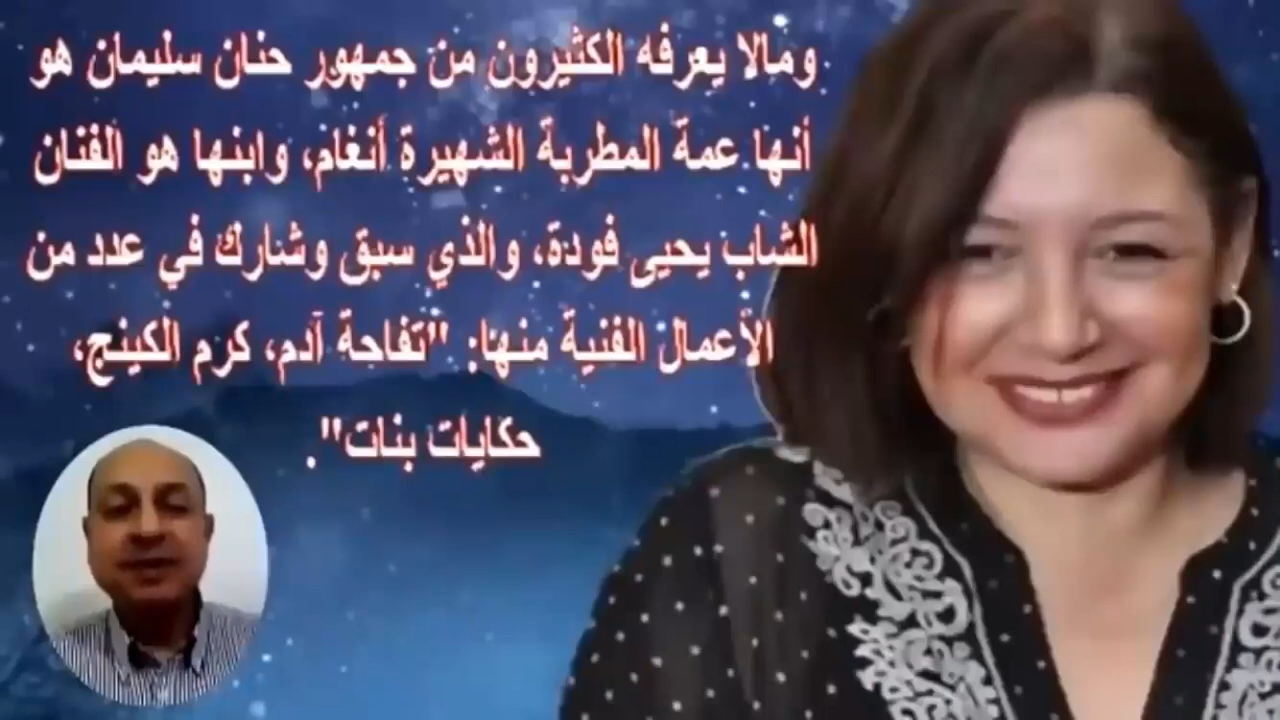 ومالا يعرفه الكثيرون من جمهور حنان سليمان هو
أنها عمة المطربة الشهيرة أنغام، وابنها هو الفنان
الشاب يحيى فودة، والذي سبق وشارك في عدد من
الأعمال الفنية منها: "تفاحة آدم، كرم الكينج،
حكايات بنات".